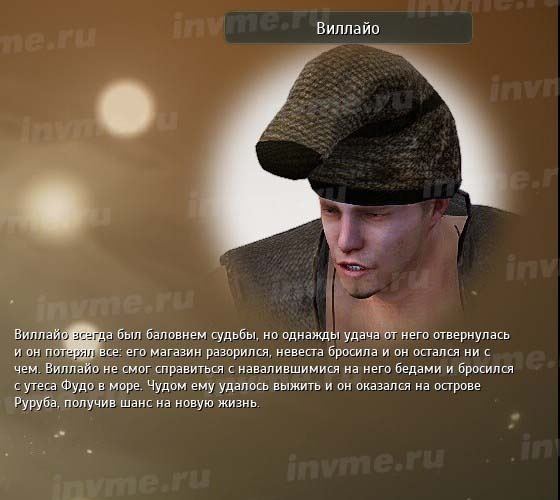 Виллайо
Виллайо всегда был баловнем судьбы, но однажды удача от него отвернулась
и он потерял все: его магазин разорился, невеста бросила и он остался ни с
чем. Виллайо не смог справиться с навалившимися на него бедами и бросился
с утеса Фудо в море. Чудом ему удалось выжить и он оказался на острове
Руруба, получив шанс на новую жизнь.
invme.ru